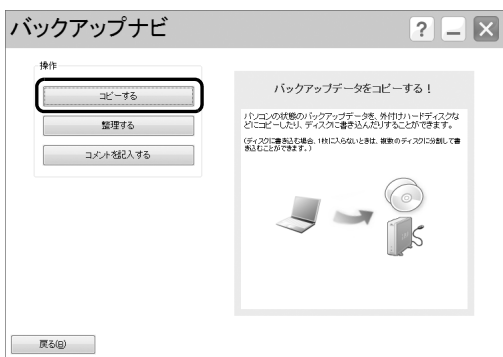 バックアップナビ
操作
コピーする
整理する
コメントを記入する
バックアップデータをコピーする！
パソコンの状態のバックアップデータを、外付けハードディスクな
どにコピーしたり、ディスクに書き込んだりすることができます。
(ディスクに書き込む場合、1枚に入らないときは、複数のディスクに分割して書
き込むことができます。)
戻る(B)